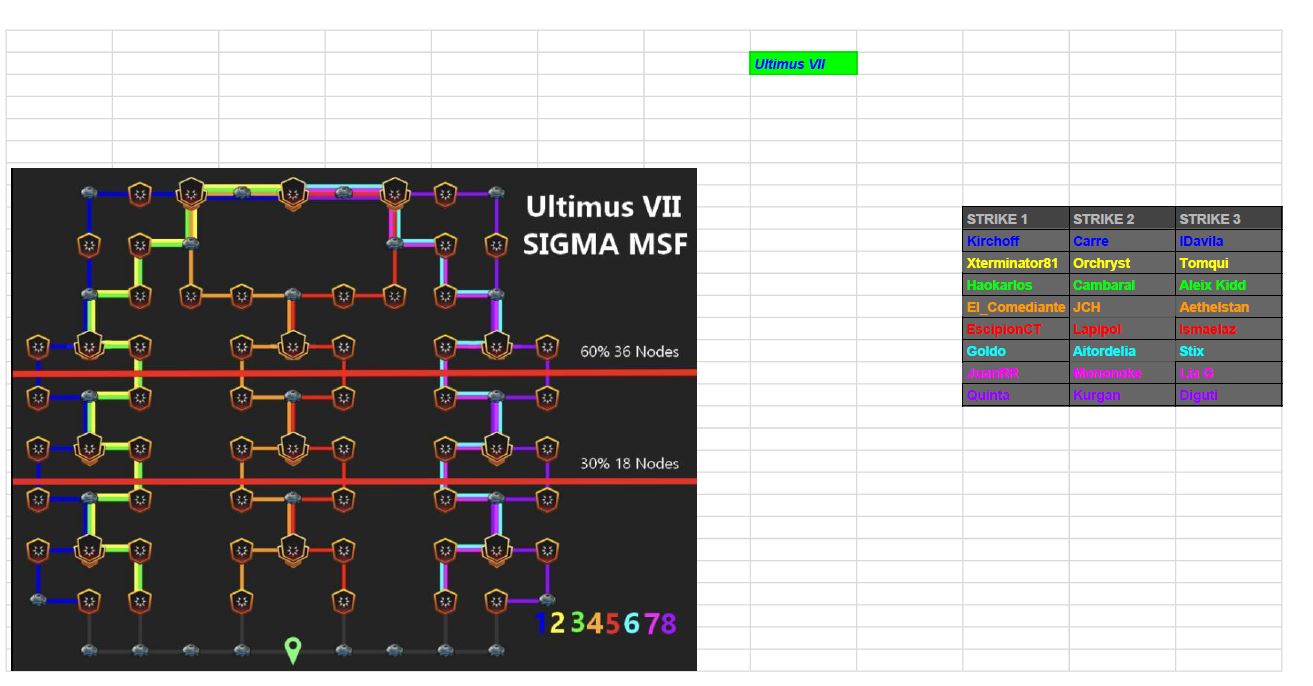 Ultimus VII
Ultimus VII
SIGMA MSF
60% 36 Nodes
30% 18 Nodes
12345678
STRIKE 1 STRIKE 2 STRIKE 3
Kirchoff Carre IDavila
Xterminator81 Orchryst Tomqui
Haokarlos Cambaral Aleix Kidd
El_Comediante JCH Aethelstan
EscipionCT Lapipol Ismaelaz
Goldo Aitordelia Stix
JuanRR Mononoke Lia G
Quinta Kurgan Diguti